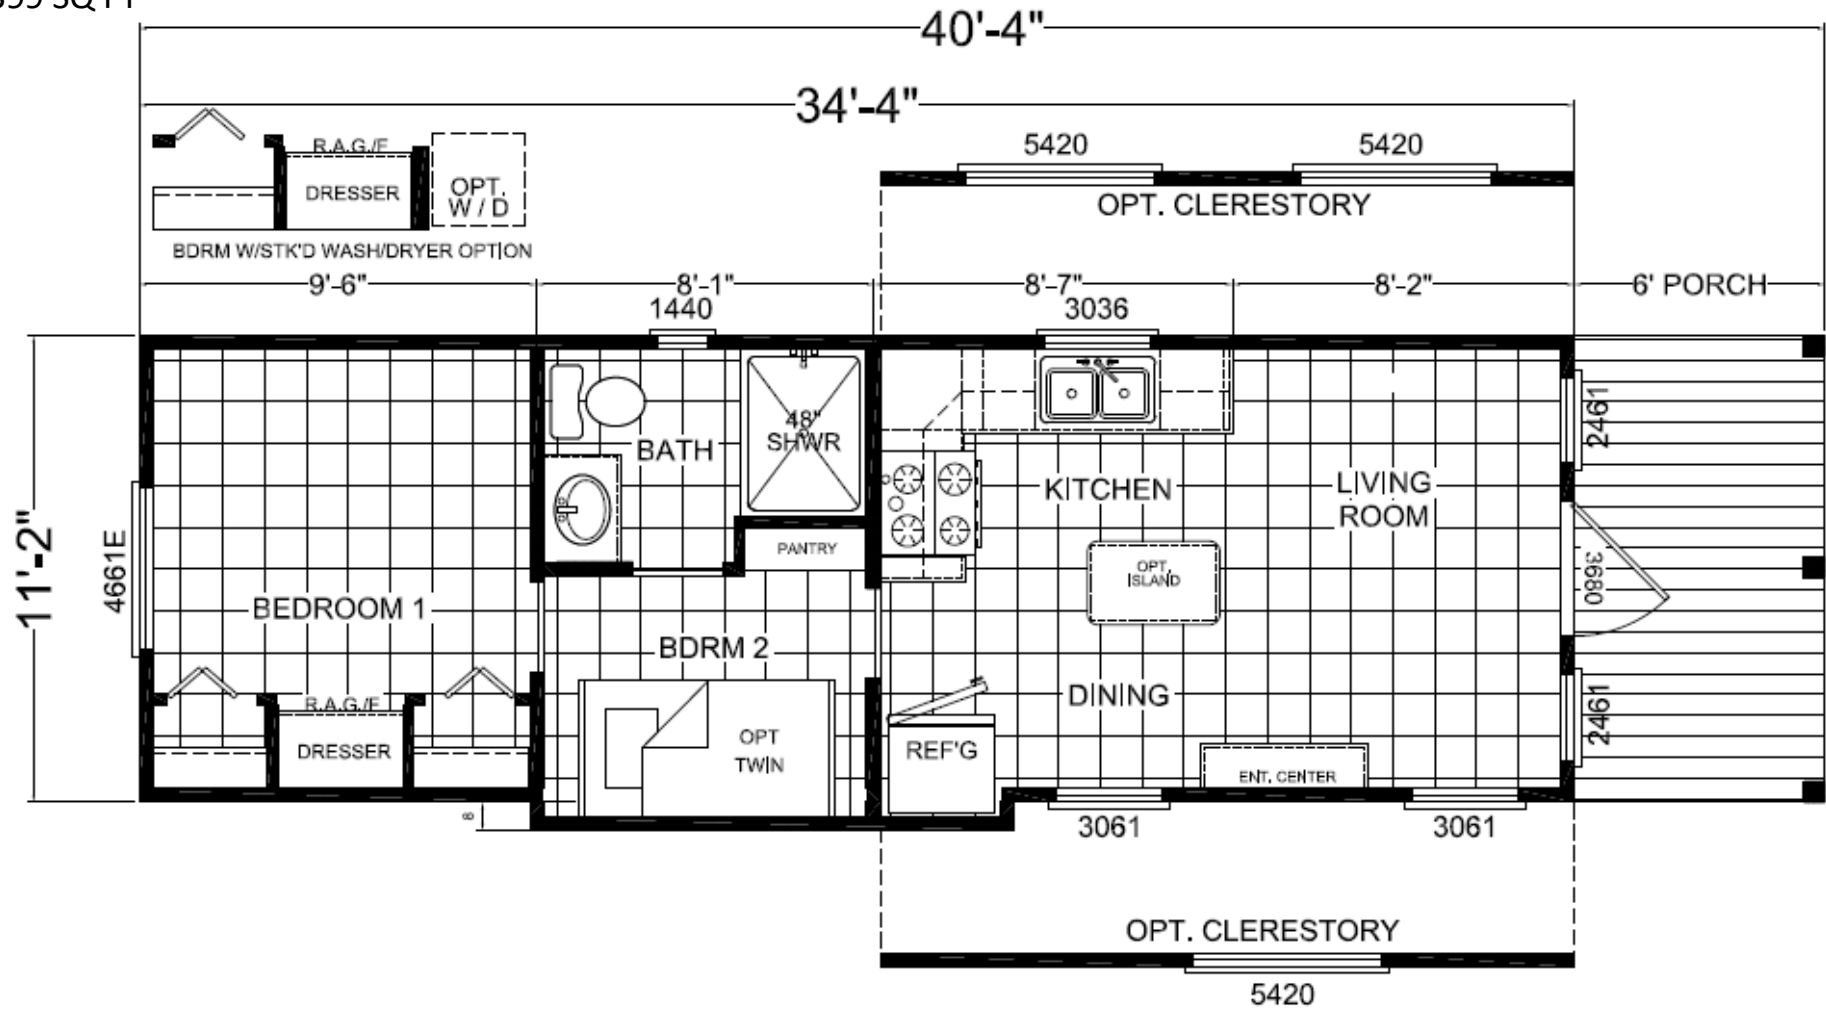 399 SQ FT
40'-4"
34'-4"
R.A.G./F
DRESSER
OPT.
W / D
BDRM W/STK'D WASH/DRYER OPTION
5420
5420
OPT. CLERESTORY
9'-6"
8'-1"
8'-7"
8'-2"
6' PORCH
1440
3036
11'-2"
4661E
BEDROOM 1
R.A.G./F
DRESSER
BATH
48"
SHWR
PANTRY
BDRM 2
OPT
TWIN
8
KITCHEN
LIVING
ROOM
OPT.
ISLAND
DINING
REF'G
ENT. CENTER
2461
3680
2461
3061
3061
OPT. CLERESTORY
5420